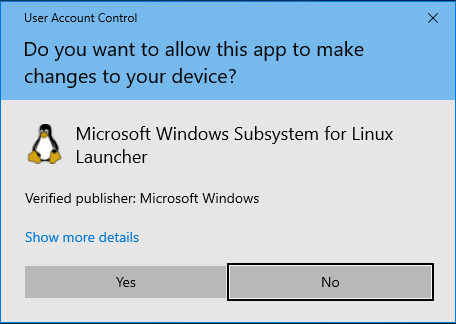 User Account Control
Do you want to allow this app to make
changes to your device?
Microsoft Windows Subsystem for Linux
Launcher
Verified publisher: Microsoft Windows
Show more details
Yes
No